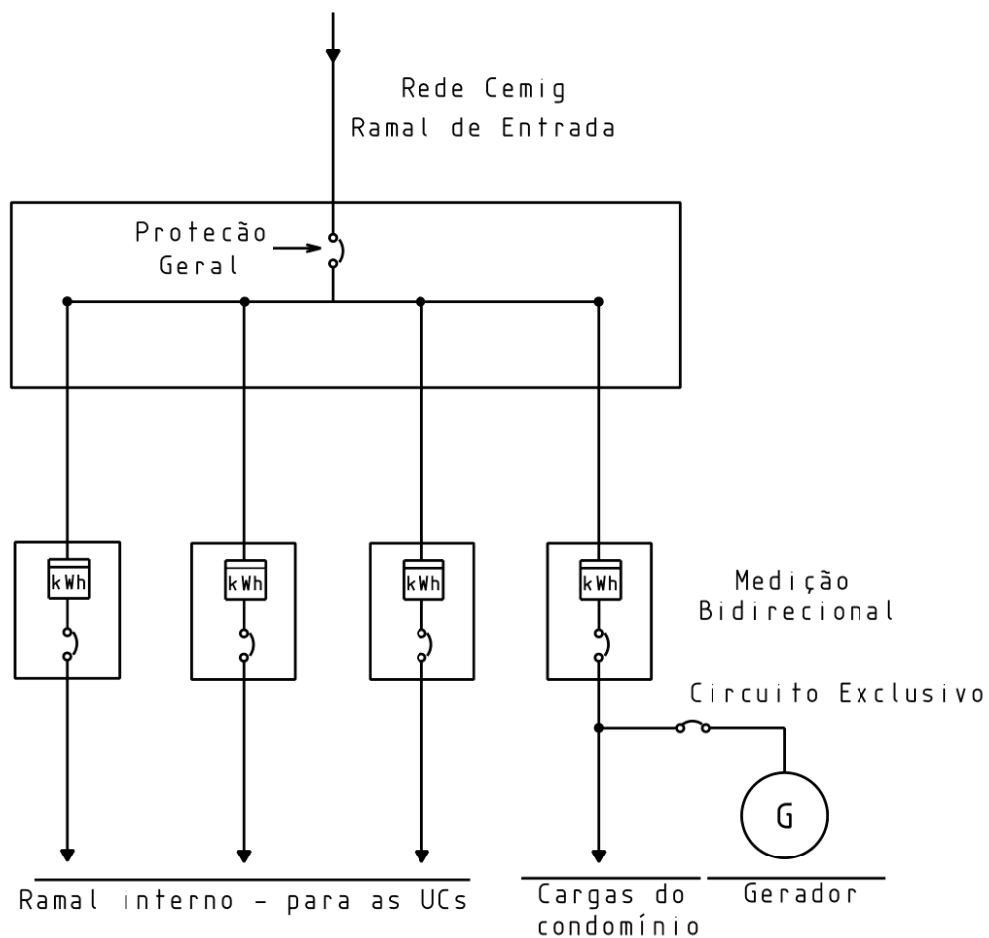 Rede Cemig
Ramal de Entrada
Protecão
Geral
kWh
kWh
kWh
kWh
Medição
Bidirecional
Circuito Exclusivo
G
Ramal interno - para as UCs
Cargas do
condomínio
Gerador